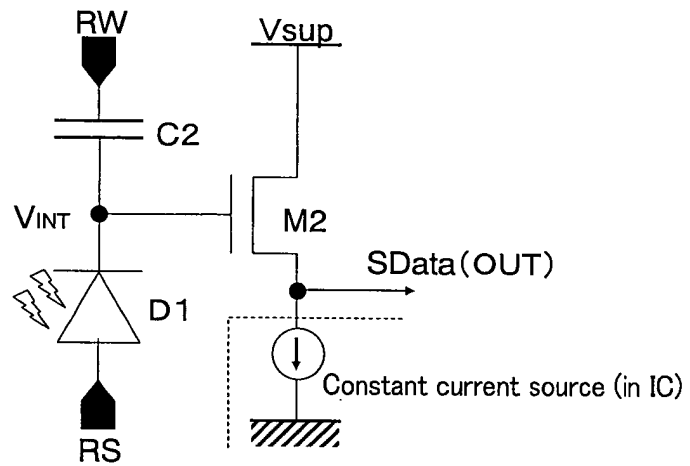 RW
Vsup
C2
VINT
M2
SData(OUT)
D1
Constant current source (in IC)
RS